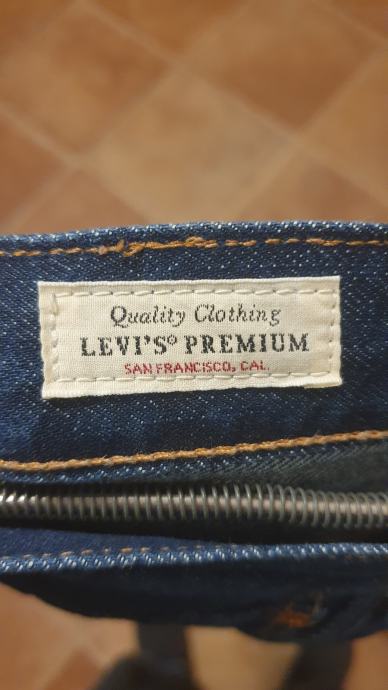 Quality Clothing
LEVI'S® PREMIUM
SAN FRANCISCO, CAL.